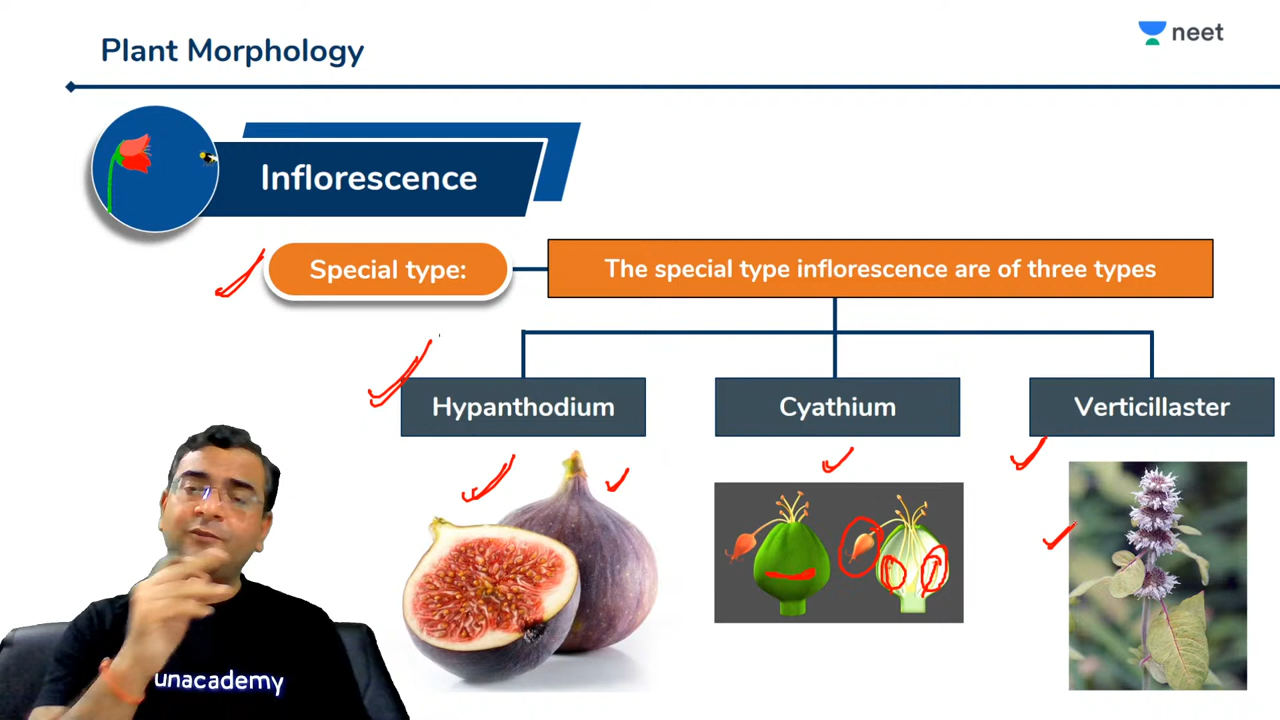 Plant Morphology
neet
Inflorescence
Special type:
The special type inflorescence are of three types
Hypanthodium
Cyathium
Verticillaster
unacademy